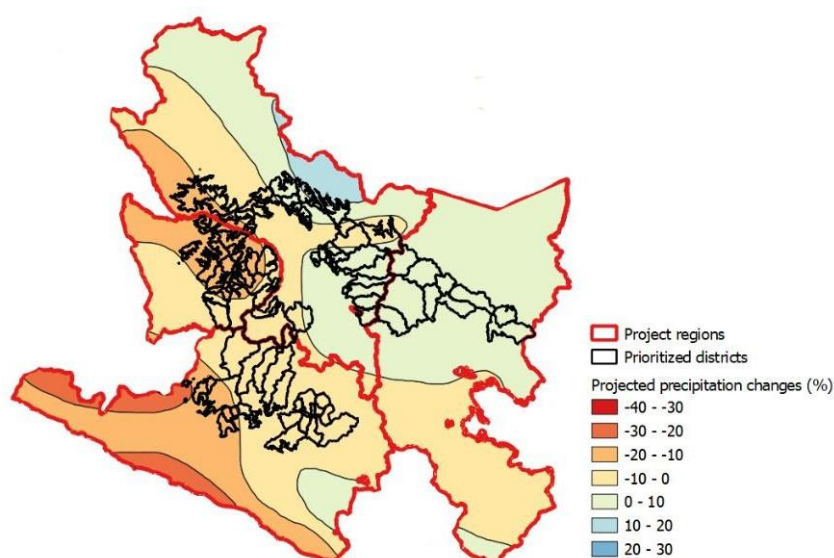 Project regions
Prioritized districts
Projected precipitation changes (%)
-40 - -30
-30 - -20
-20 - -10
-10 - 0
0 - 10
10 - 20
20 - 30